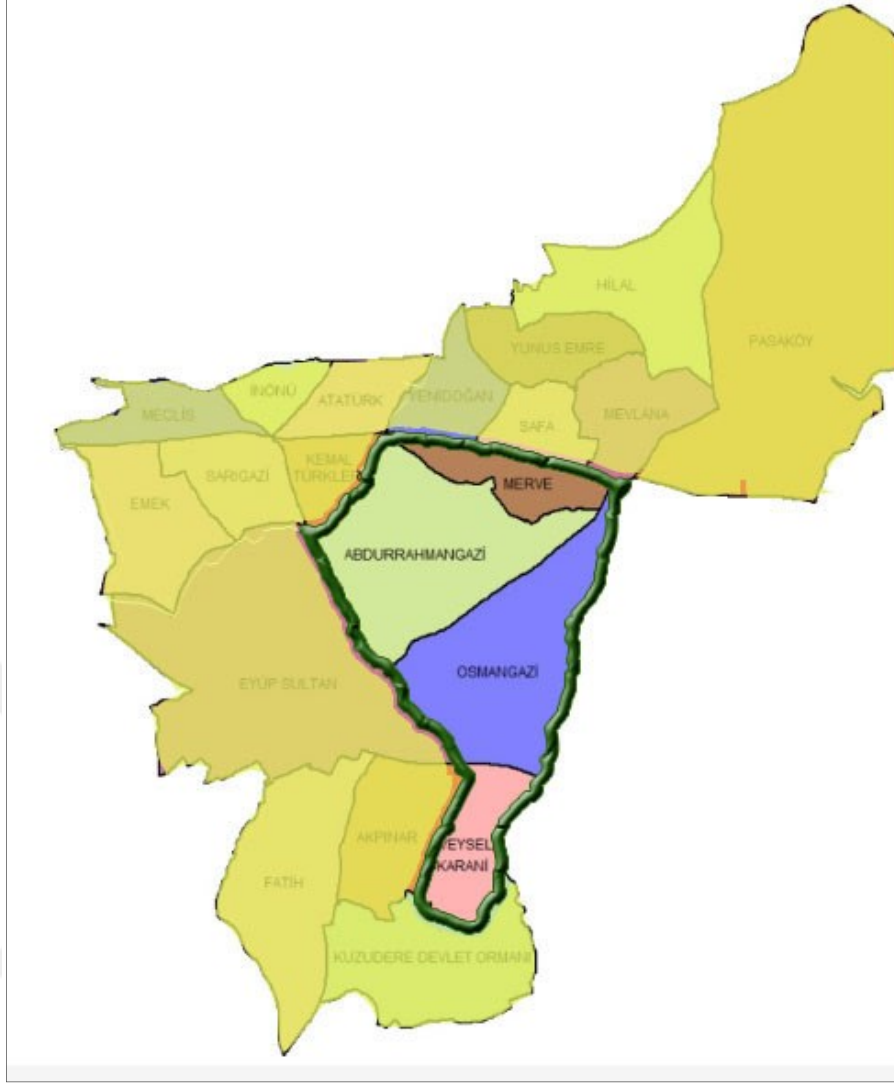 HİLAL
YUNUS EMRE
PAŞAKÖY
İNÖNÜ
ATATÜRK
YENİDOĞAN
MECLİS
SAFA
MEVLANA
KEMAL
TÜRKLER
SARIGAZİ
EMEK
MERVE
ABDURRAHMANGAZİ
OSMANGAZİ
EYÜP SULTAN
AKPINAR
VEYSEL
KARANİ
FATİH
KUZUDERE DEVLET ORMANI